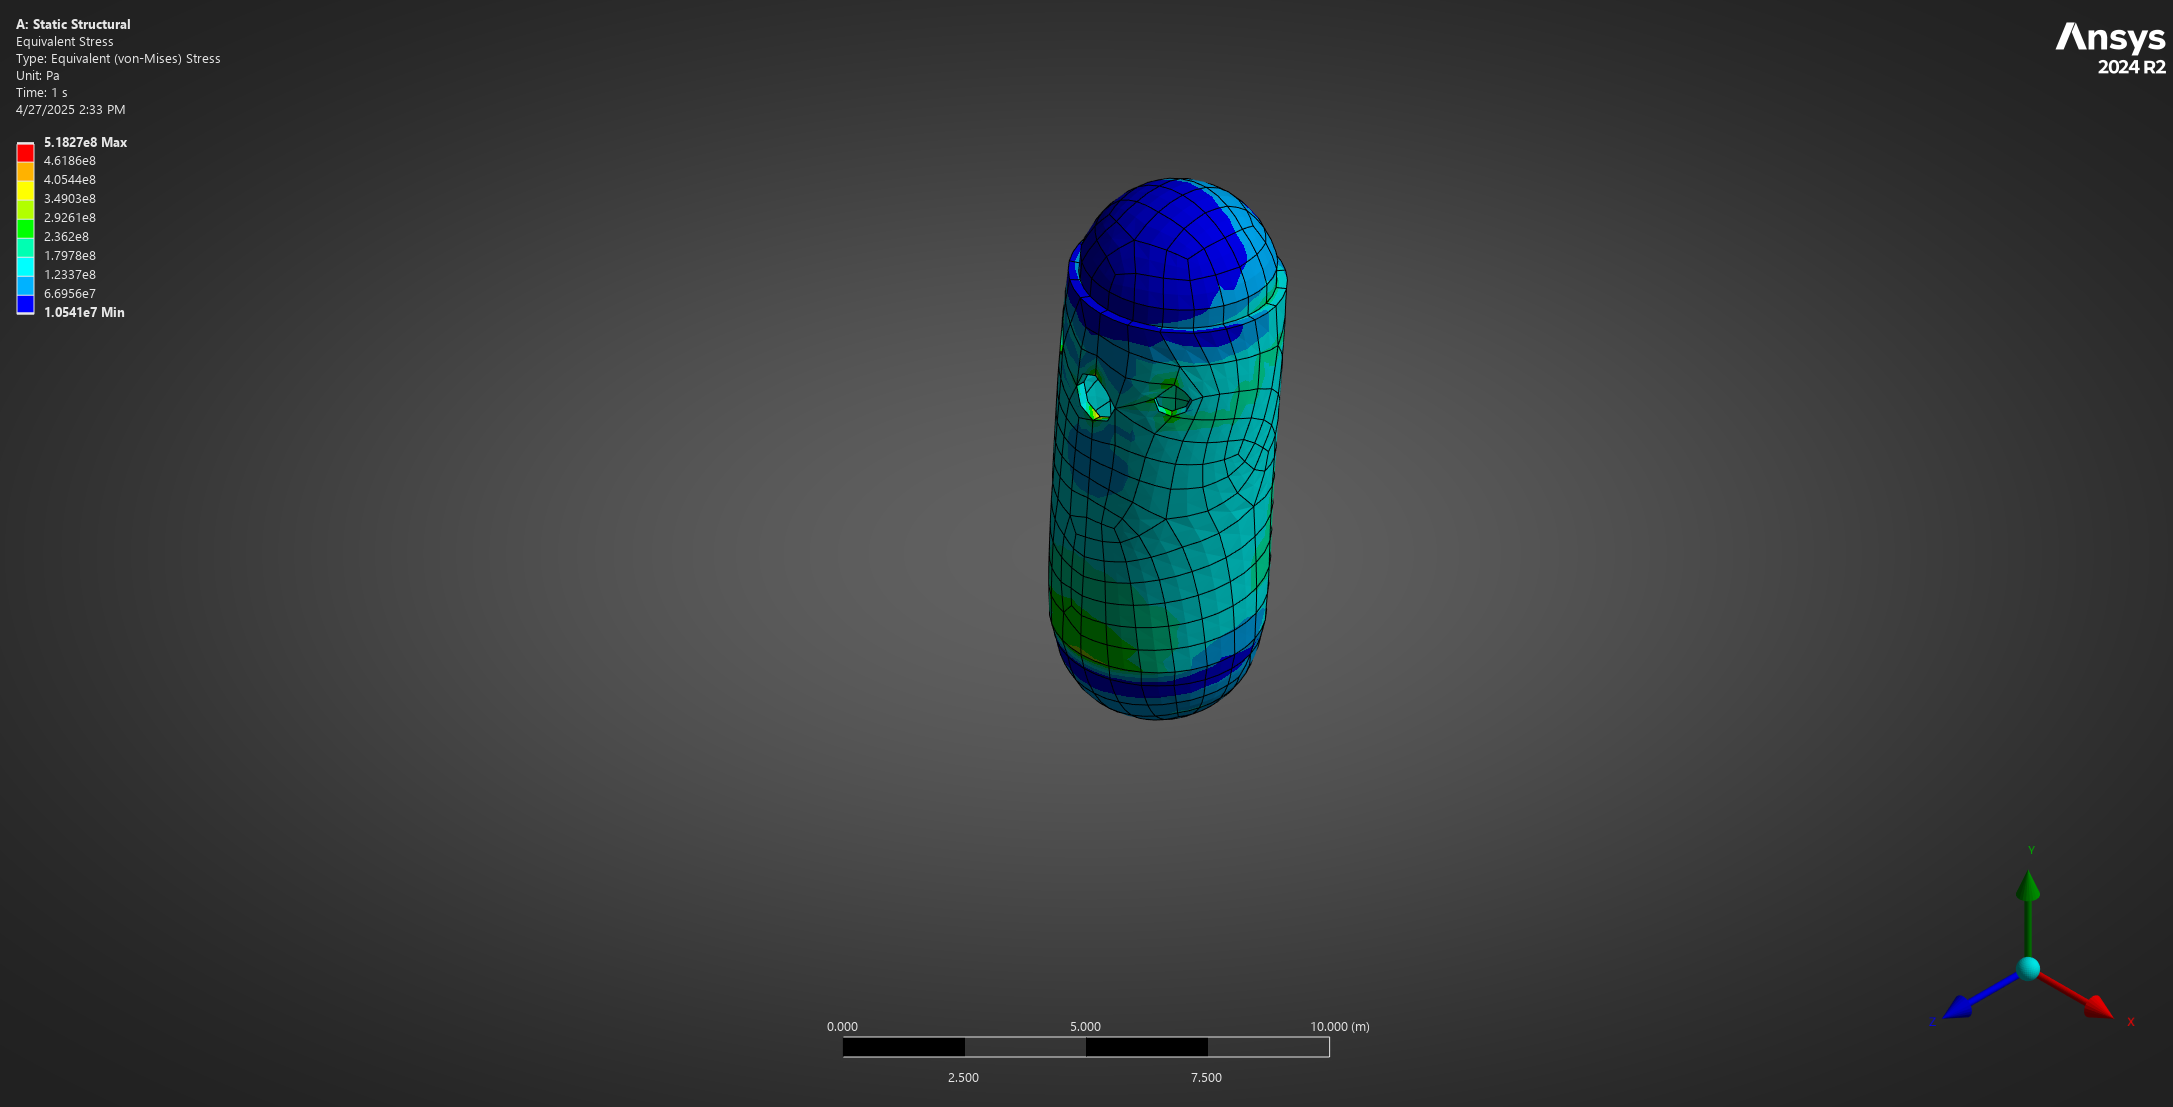 A: Static Structural
Equivalent Stress
Type: Equivalent (von-Mises) Stress
Unit: Pa
Time: 1 s
4/27/2025 2:33 PM
5.1827e8 Max
4.6186e8
4.0544e8
3.4903e8
2.9261e8
2.362e8
1.7978e8
1.2337e8
6.6956e7
1.0541e7 Min
Ansys
2024 R2
Y
Z
X
0.000
5.000
10.000 (m)
2.500
7.500